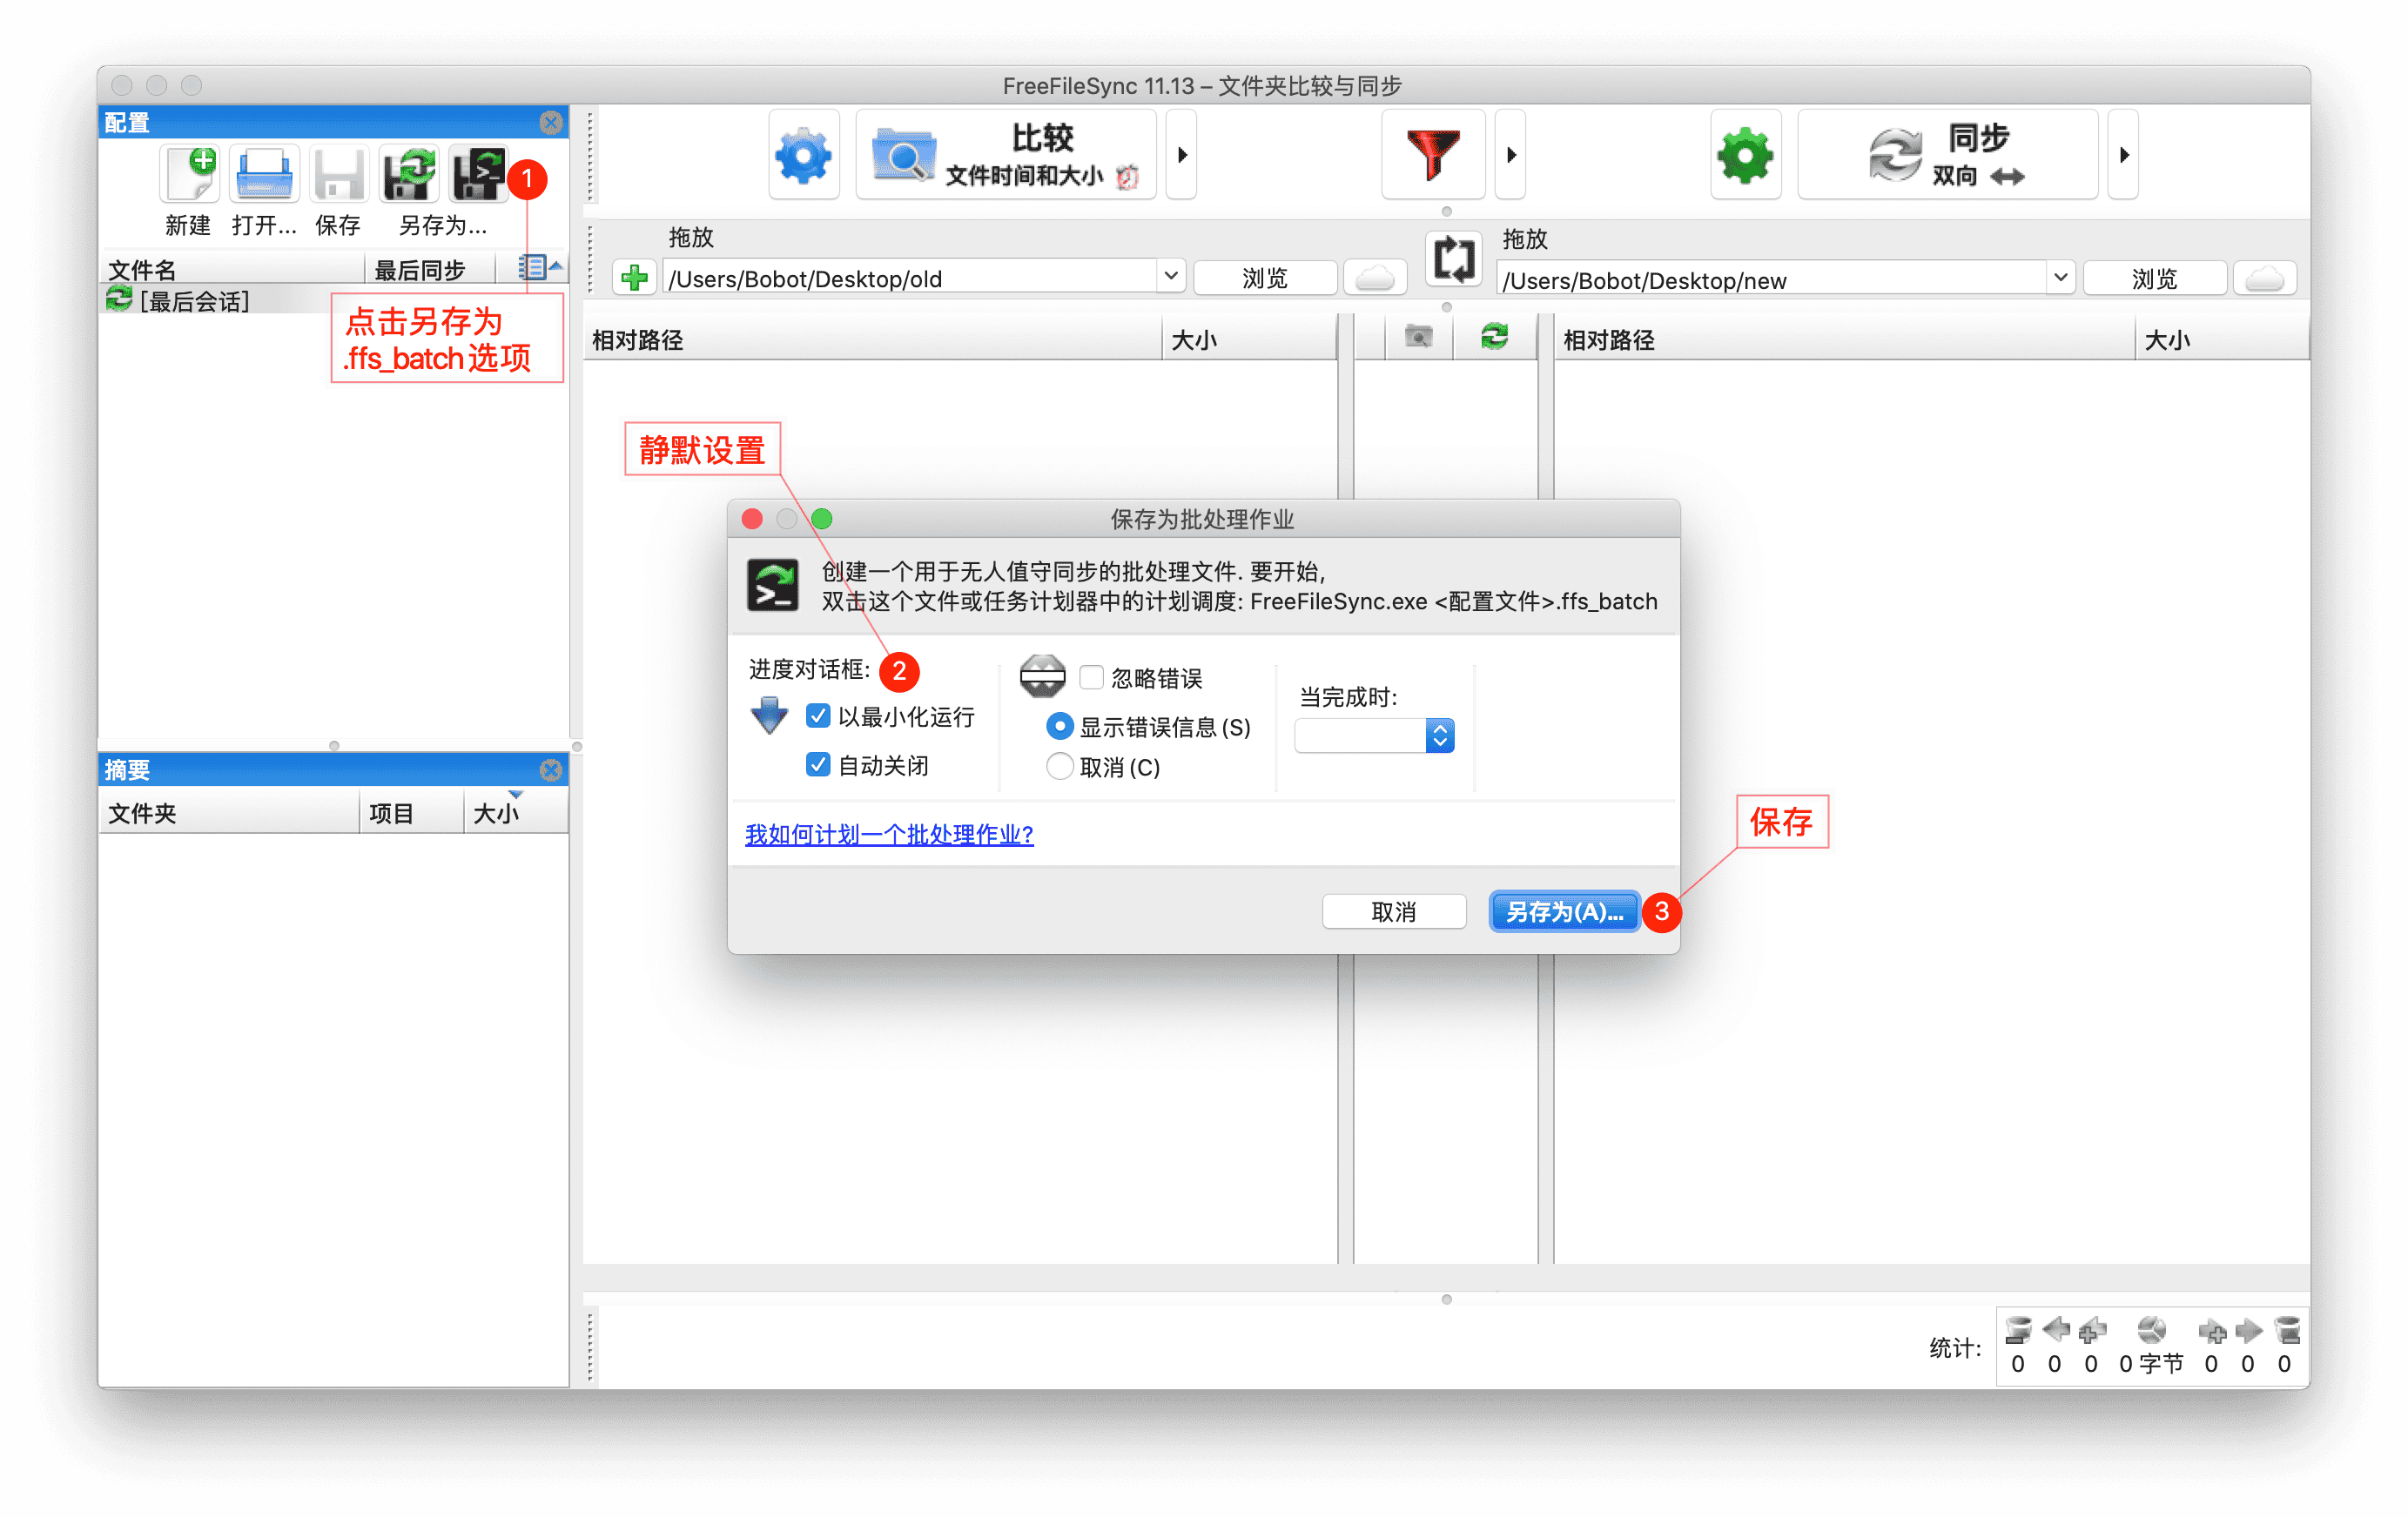 FreeFileSync 11.13 – 文件夹比较与同步
配置
新建
打开...
保存
另存为...
1
文件名
最后同步
[最后会话]
点击另存为
.ffs_batch选项
比较
文件时间和大小
同步
双向
拖放
/Users/Bobot/Desktop/old
浏览
拖放
/Users/Bobot/Desktop/new
浏览
相对路径
大小
相对路径
大小
静默设置
保存为批处理作业
创建一个用于无人值守同步的批处理文件. 要开始,
双击这个文件或任务计划器中的计划调度: FreeFileSync.exe <配置文件>.ffs_batch
进度对话框:
2
以最小化运行
自动关闭
忽略错误
显示错误信息(S)
取消(C)
当完成时:
我如何计划一个批处理作业?
取消
另存为(A)...
3
保存
摘要
文件夹
项目
大小
统计:
0 0 0 0 字节 0 0 0